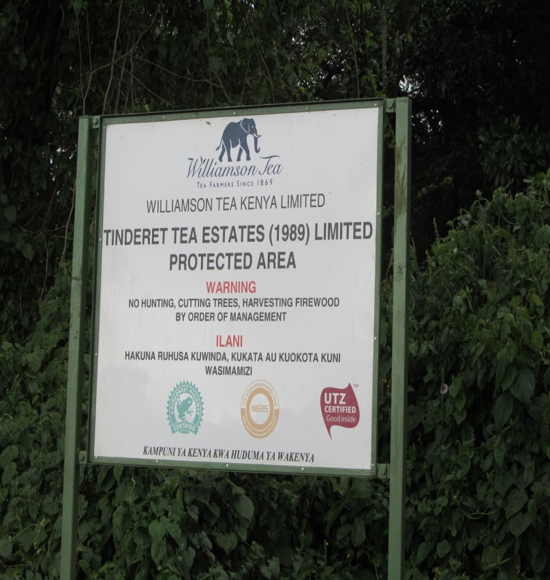 Williamson Tea
TEA FARMERS SINCE 1869
WILLIAMSON TEA KENYA LIMITED
TINDERET TEA ESTATES (1989) LIMITED
PROTECTED AREA
WARNING
NO HUNTING, CUTTING TREES, HARVESTING FIREWOOD
BY ORDER OF MANAGEMENT
ILANI
HAKUNA RUHUSA KUWINDA, KUKATA AU KUOKOTA KUNI
WASIMAMIZI
KEBS
UTZ
CERTIFIED
Good inside
KAMPUNI YA KENYA KWA HUDUMA YA WAKENYA